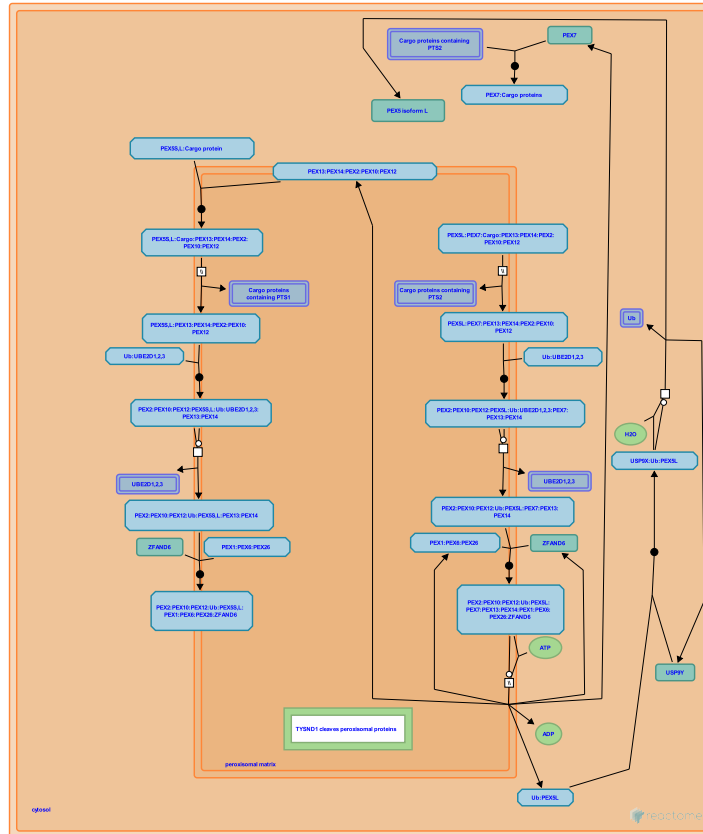 PEX7
Cargo proteins containing
PTS2
PEX7:Cargo proteins
PEX5 isoform L
PEX5S,L:Cargo protein
PEX13:PEX14:PEX2:PEX10:PEX12
PEX5S,L:Cargo:PEX13:PEX14:PEX2:
PEX10:PEX12
PEX5L:PEX7:Cargo:PEX13:PEX14:PEX2:
PEX10:PEX12
Cargo proteins
containing PTS1
Cargo proteins containing
PTS2
PEX5S,L:PEX13:PEX14:PEX2:PEX10:
PEX12
PEX5L:PEX7:PEX13:PEX14:PEX2:PEX10:
PEX12
Ub
Ub:UBE2D1,2,3
Ub:UBE2D1,2,3
PEX2:PEX10:PEX12:PEX5S,L:Ub:UBE2D1,2,3:
PEX13:PEX14
PEX2:PEX10:PEX12:PEX5L:Ub:UBE2D1,2,3:PEX7:
PEX13:PEX14
H2O
USP9X:Ub:PEX5L
UBE2D1,2,3
UBE2D1,2,3
PEX2:PEX10:PEX12:Ub:PEX5S,L:PEX13:PEX14
PEX2:PEX10:PEX12:Ub:PEX5L:PEX7:PEX13:
PEX14
ZFAND6
PEX1:PEX6:PEX26
PEX1:PEX6:PEX26
ZFAND6
PEX2:PEX10:PEX12:Ub:PEX5S,L:
PEX1:PEX6:PEX26:ZFAND6
PEX2:PEX10:PEX12:Ub:PEX5L:
PEX7:PEX13:PEX14:PEX1:PEX6:
PEX26:ZFAND6
ATP
USP9Y
TYSND1 cleaves peroxisomal proteins
ADP
peroxisomal matrix
Ub:PEX5L
cytosol
reactome